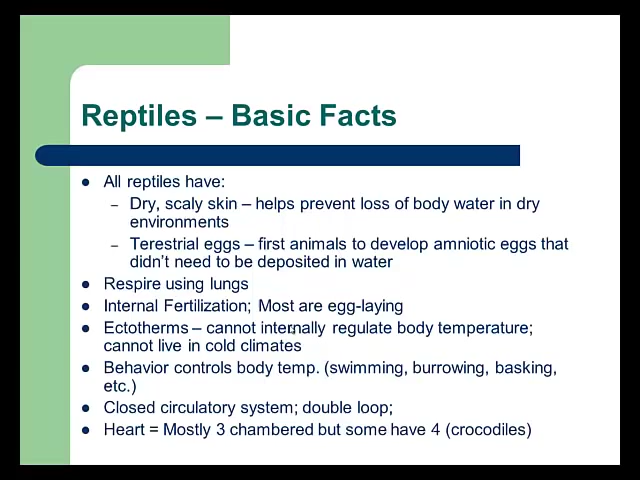 Reptiles – Basic Facts
● All reptiles have:
– Dry, scaly skin – helps prevent loss of body water in dry
environments
– Terestrial eggs – first animals to develop amniotic eggs that
didn't need to be deposited in water
● Respire using lungs
● Internal Fertilization; Most are egg-laying
● Ectotherms – cannot internally regulate body temperature;
cannot live in cold climates
● Behavior controls body temp. (swimming, burrowing, basking,
etc.)
● Closed circulatory system; double loop;
● Heart = Mostly 3 chambered but some have 4 (crocodiles)